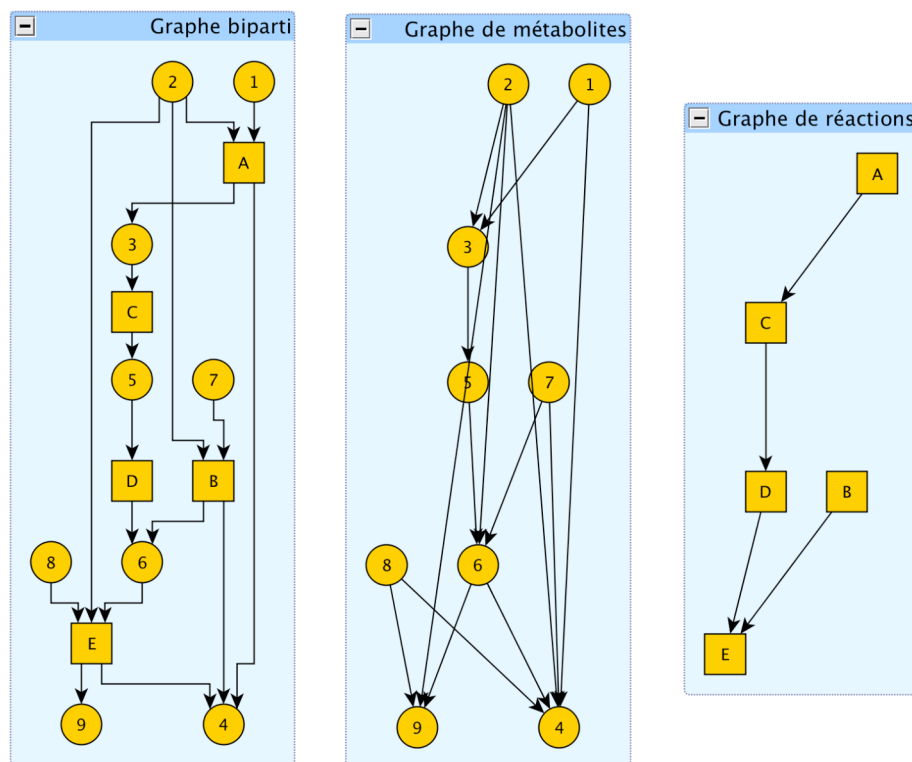 Graphe biparti
2
1
A
3
C
5
7
D
B
8
6
E
9
4
Graphe de métabolites
2
1
3
5
7
8
6
9
4
Graphe de réactions
A
C
D
B
E